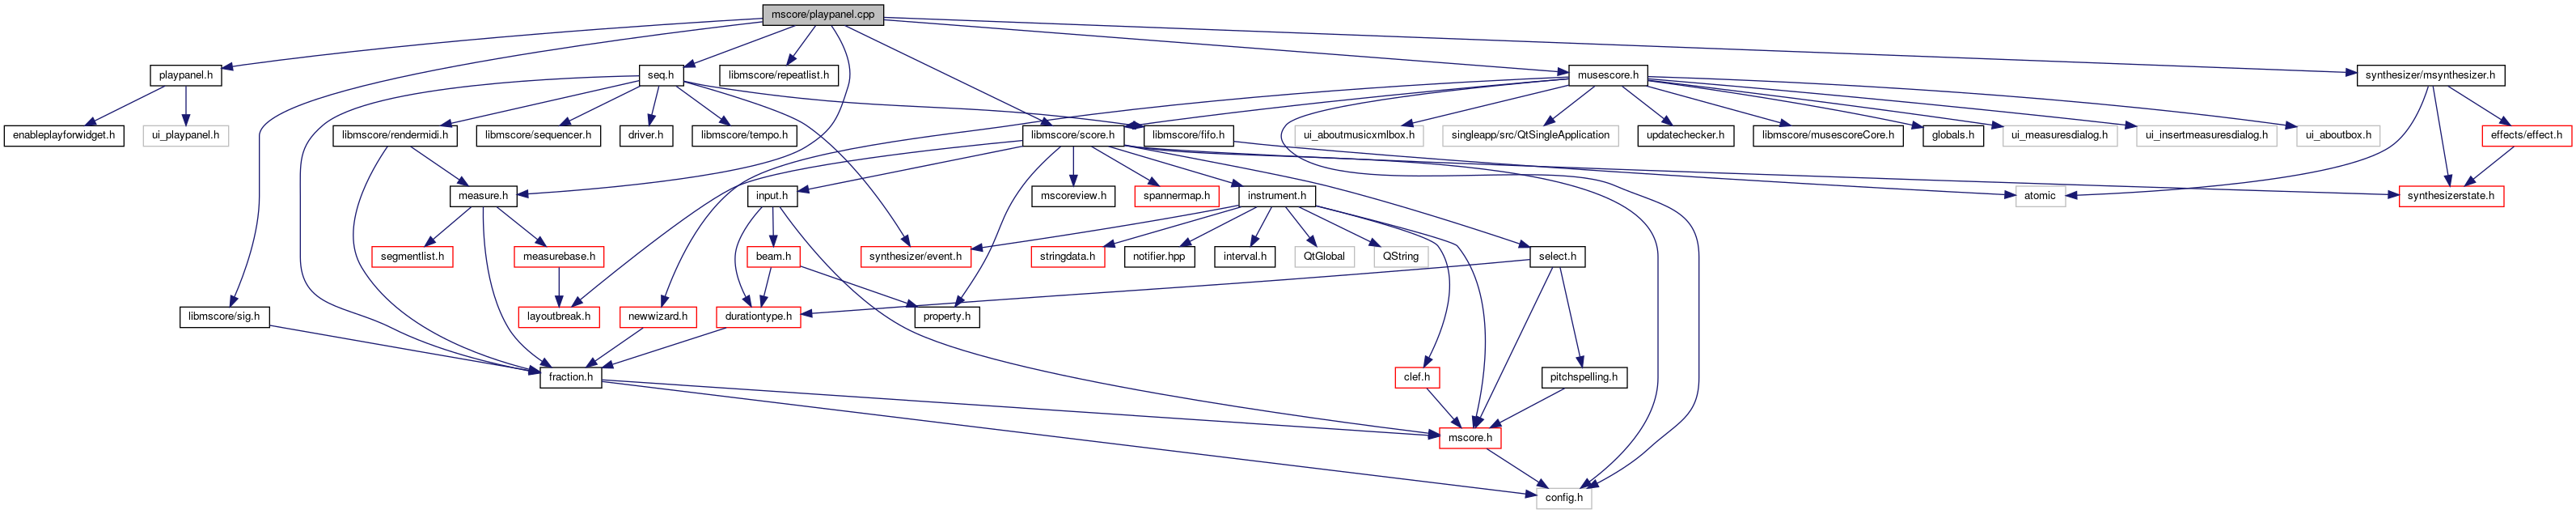 mscore/playpanel.cpp
playpanel.h
seq.h
libmscore/repeatlist.h
musescore.h
synthesizer/msynthesizer.h
enableplayforwidget.h
ui_playpanel.h
libmscore/rendermidi.h
libmscore/sequencer.h
driver.h
libmscore/tempo.h
libmscore/score.h
libmscore/fifo.h
ui_aboutmusicxmlbox.h
singleapp/src/QtSingleApplication
updatechecker.h
libmscore/musescoreCore.h
globals.h
ui_measuresdialog.h
ui_insertmeasuresdialog.h
ui_aboutbox.h
effects/effect.h
measure.h
input.h
mscoreview.h
spannermap.h
instrument.h
atomic
synthesizerstate.h
segmentlist.h
measurebase.h
beam.h
synthesizer/event.h
stringdata.h
notifier.hpp
interval.h
QtGlobal
QString
select.h
libmscore/sig.h
layoutbreak.h
newwizard.h
durationtype.h
property.h
fraction.h
clef.h
pitchspelling.h
mscore.h
config.h